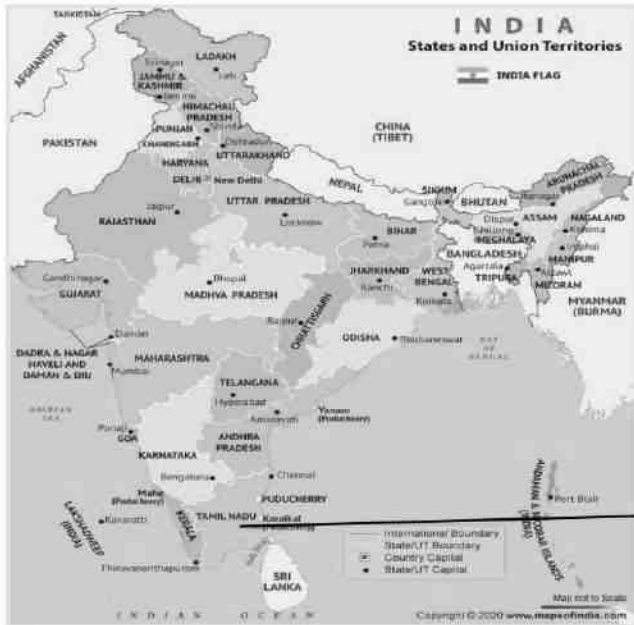 INDIA
States and Union Territories
INDIA FLAG
TAJIKISTAN
AFGHANISTAN
PAKISTAN
CHINA
(TIBET)
NEPAL
BHUTAN
BANGLADESH
MYANMAR
(BURMA)
SRI
LANKA
LADAKH
Leh
Srinagar
JAMMU &
KASHMIR
Jammu
HIMACHAL
PRADESH
Shimla
PUNJAB
CHANDIGARH
Dehradun
UTTARAKHAND
HARYANA
DELHI
New Delhi
RAJASTHAN
Jaipur
UTTAR PRADESH
Lucknow
BIHAR
Patna
SIKKIM
Gangtok
ARUNACHAL
PRADESH
Itanagar
Dispur
ASSAM
NAGALAND
Kohima
Shillong
MEGHALAYA
Imphal
MANIPUR
Agartala
TRIPURA
Aizawl
MIZORAM
Gandhinagar
GUJARAT
Bhopal
MADHYA PRADESH
JHARKHAND
Ranchi
WEST
BENGAL
Kolkata
CHHATTISGARH
Raipur
ODISHA
Bhubaneswar
BAY OF
BENGAL
Daman
DADRA & NAGAR
HAVELI AND
DAMAN & DIU
MAHARASHTRA
Mumbai
TELANGANA
Hyderabad
Amaravati
Yanam
(Puducherry)
ARABIAN
SEA
Panaji
GOA
ANDHRA
PRADESH
KARNATAKA
Bengaluru
Chennai
Mahe
(Puducherry)
PUDUCHERRY
TAMIL NADU
Karaikal
LAKSHADWEEP
(INDIA)
Kavaratti
KERALA
Thiruvananthapuram
ANDAMAN & NICOBAR ISLANDS
(INDIA)
Port Blair
INDIAN OCEAN
International Boundary
State/UT Boundary
Country Capital
State/UT Capital
Map not to Scale
Copyright © 2020 www.mapsofindia.com